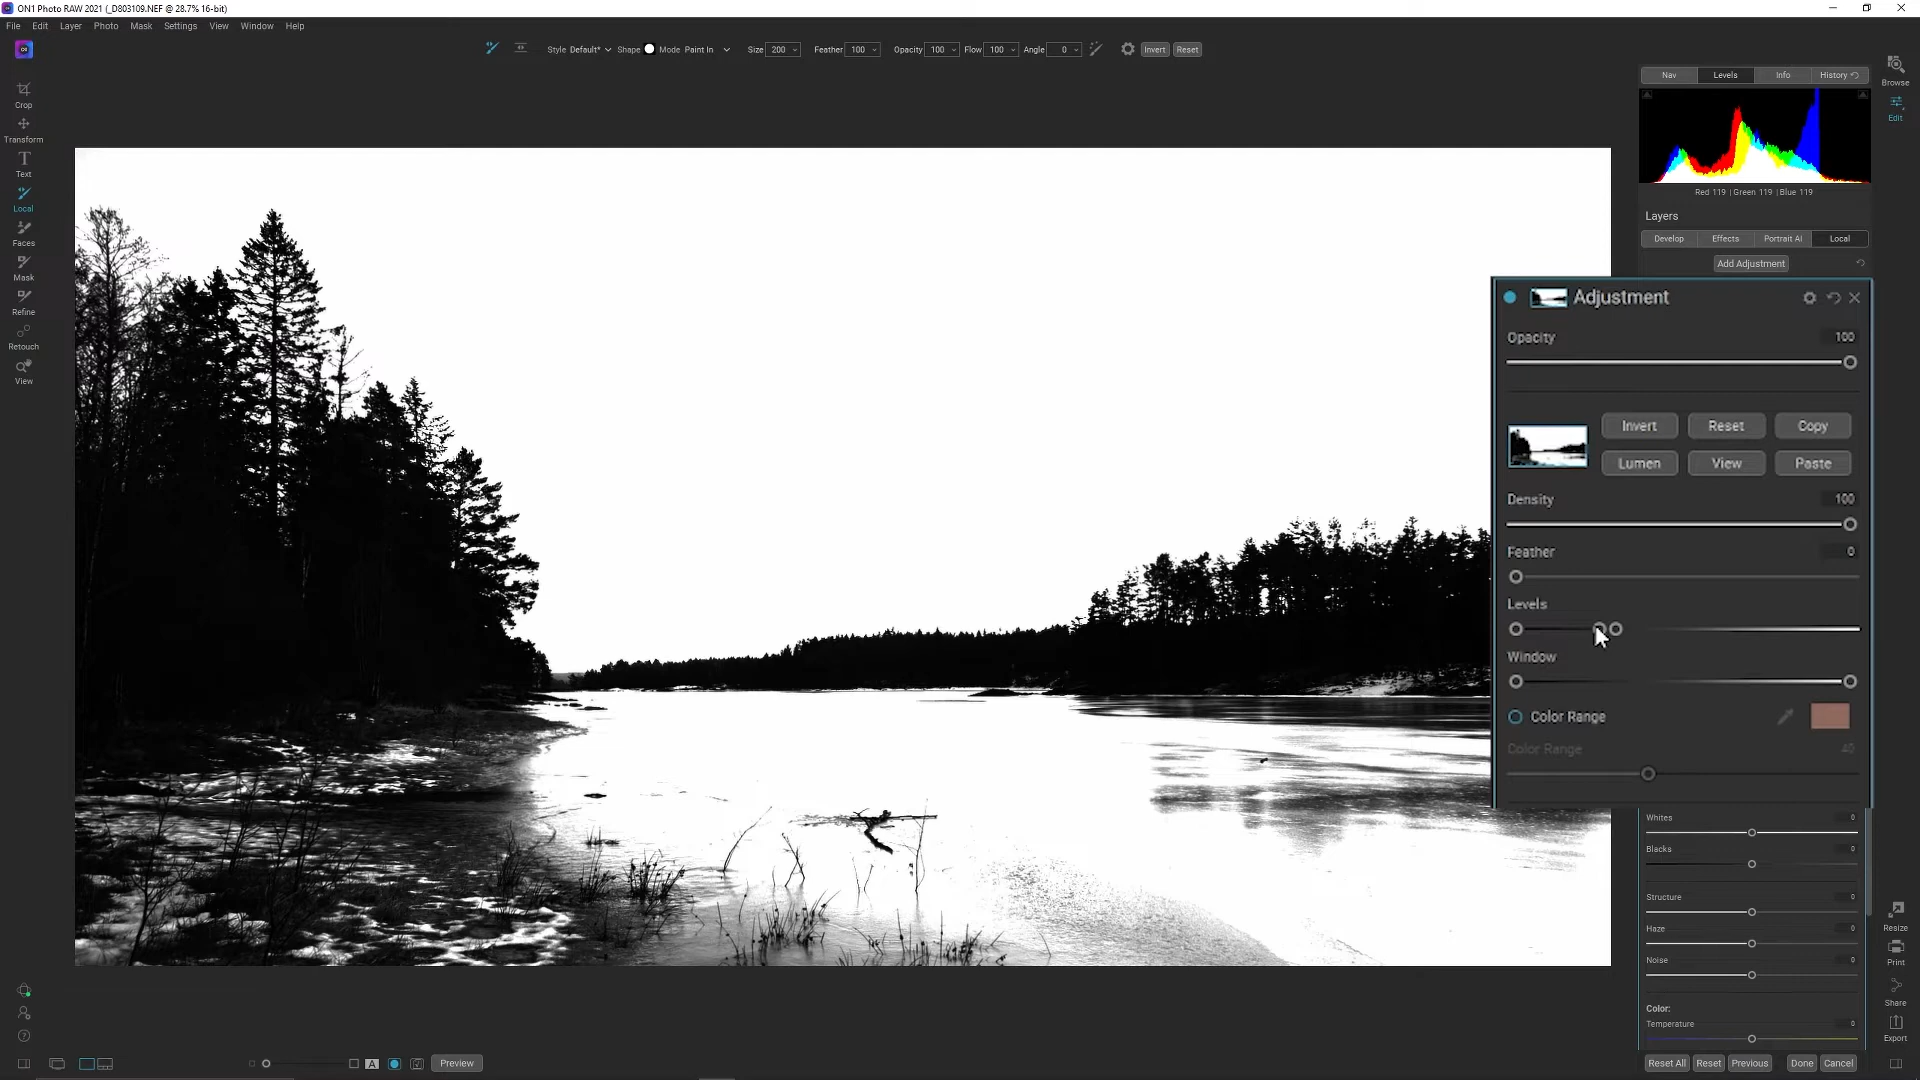 ON1 Photo RAW 2021 (_D803109.NEF @ 28.7% 16-bit)
File Edit Layer Photo Mask Settings View Window Help
Style Default* Shape Mode Paint In Size 200 Feather 100 Opacity 100 Flow 100 Angle 0 Invert Reset
Crop
Transform
Text
Local
Faces
Mask
Refine
Retouch
View
Nav Levels Info History
Browse
Edit
Red 119 | Green 119 | Blue 119
Layers
Develop Effects Portrait AI Local
Add Adjustment
Adjustment
Opacity 100
Invert Reset Copy
Lumen View Paste
Density 100
Feather 0
Levels
Window
Color Range
Color Range 40
Whites 0
Blacks 0
Structure 0
Haze 0
Noise 0
Color:
Temperature 0
Resize
Print
Share
Export
A Preview
Reset All Reset Previous Done Cancel